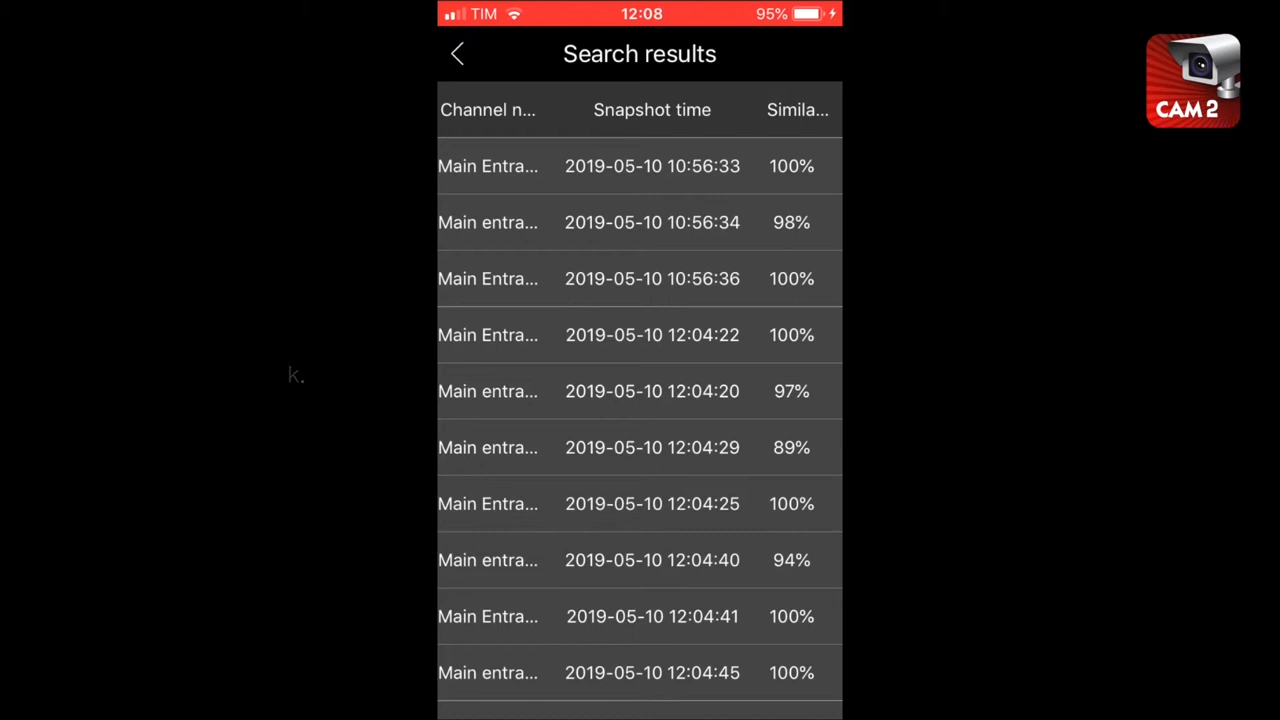 TIM 12:08 95%
Search results
CAM 2
Channel n... Snapshot time Simila...
Main Entra... 2019-05-10 10:56:33 100%
Main entra... 2019-05-10 10:56:34 98%
Main Entra... 2019-05-10 10:56:36 100%
Main Entra... 2019-05-10 12:04:22 100%
k.
Main entra... 2019-05-10 12:04:20 97%
Main entra... 2019-05-10 12:04:29 89%
Main Entra... 2019-05-10 12:04:25 100%
Main entra... 2019-05-10 12:04:40 94%
Main Entra... 2019-05-10 12:04:41 100%
Main entra... 2019-05-10 12:04:45 100%